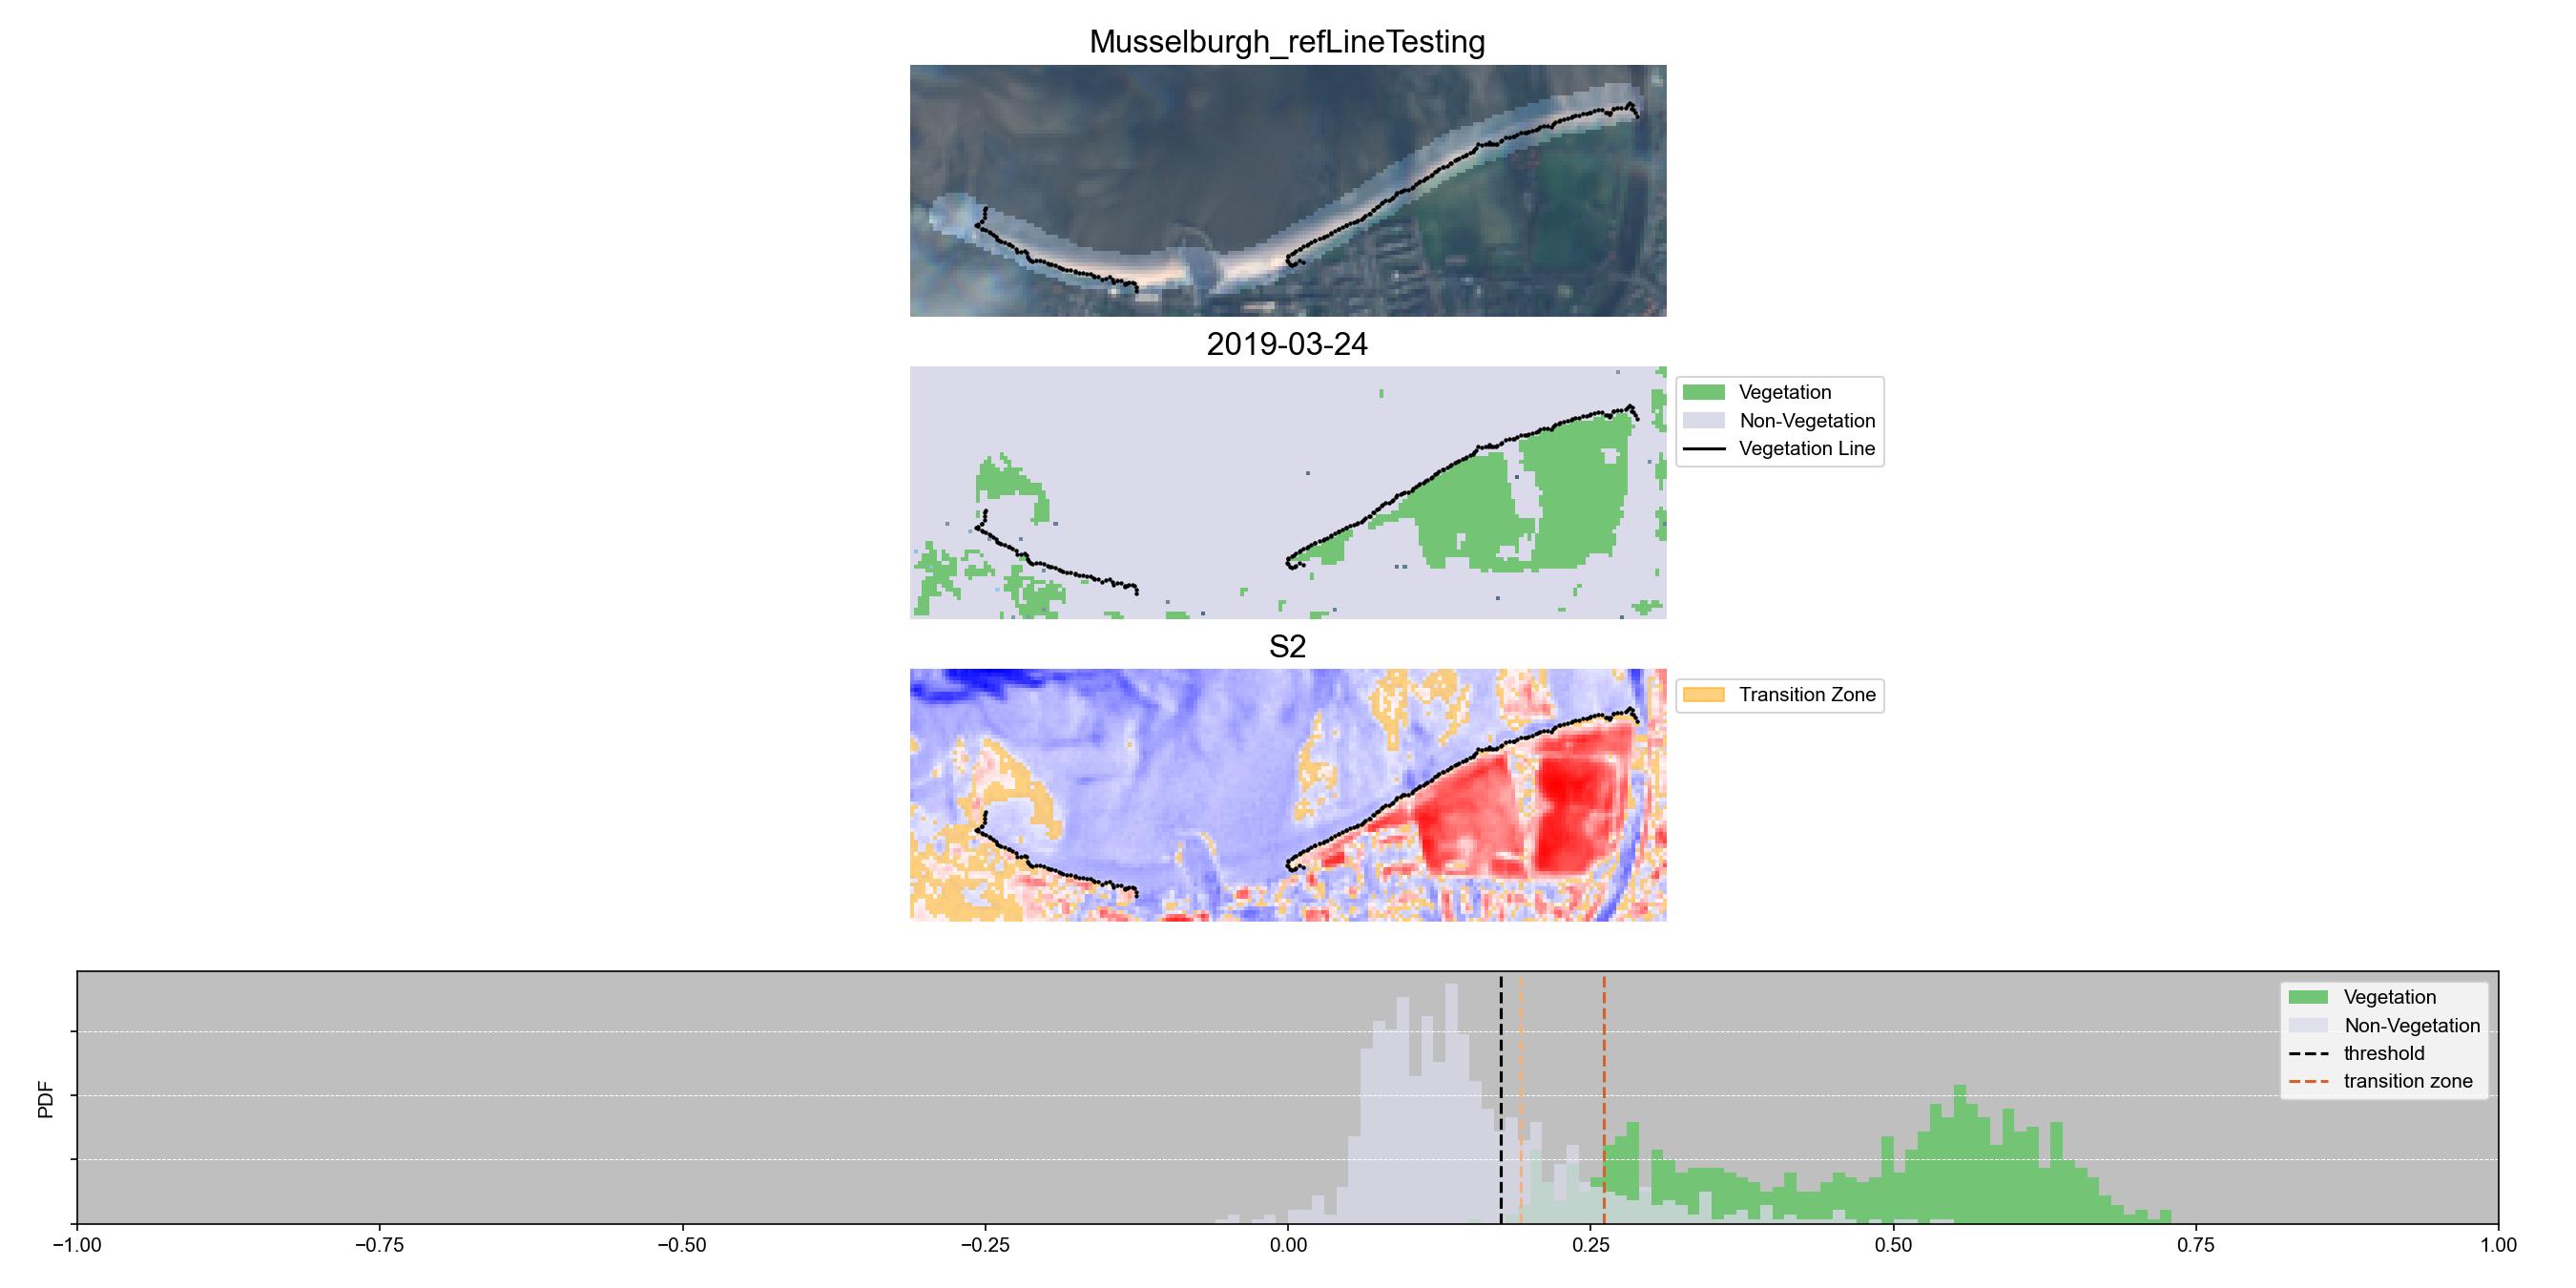 Musselburgh_refLineTesting
2019-03-24
Vegetation
Non-Vegetation
Vegetation Line
S2
Transition Zone
PDF
Vegetation
Non-Vegetation
threshold
transition zone
−1.00 −0.75 −0.50 −0.25 0.00 0.25 0.50 0.75 1.00